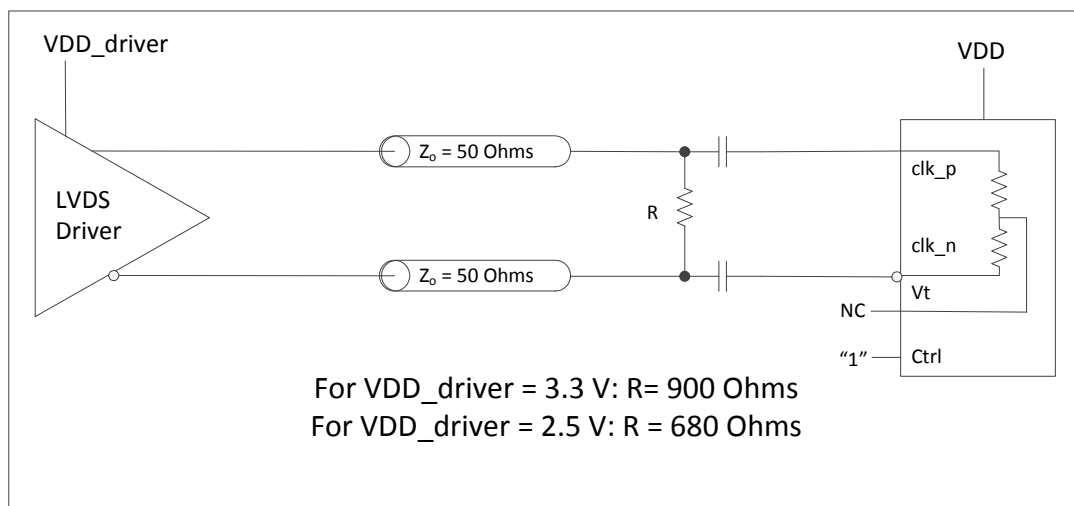 VDD_driver
VDD
Zo = 50 Ohms
clk_p
LVDS
Driver
R
clk_n
Zo = 50 Ohms
Vt
NC
“1”
Ctrl
For VDD_driver = 3.3 V: R= 900 Ohms
For VDD_driver = 2.5 V: R = 680 Ohms